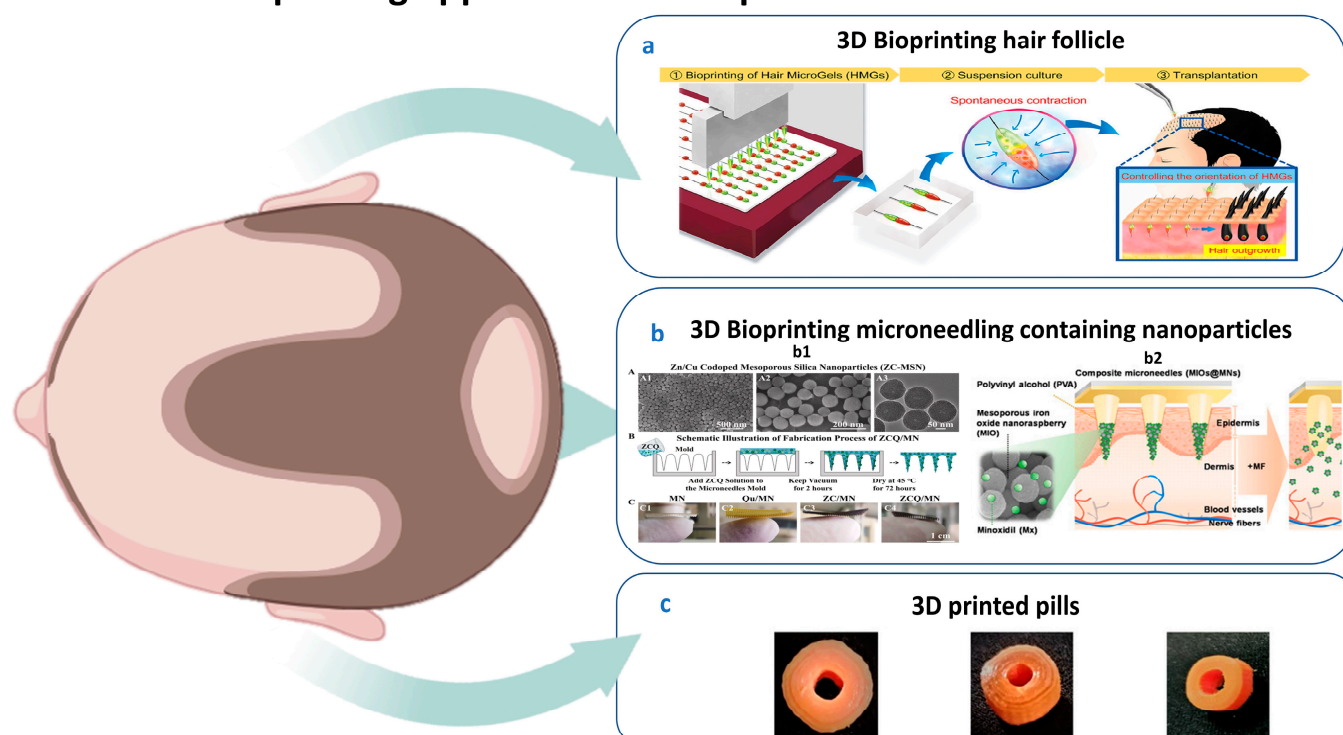 a
3D Bioprinting hair follicle
① Bioprinting of Hair MicroGels (HMGs)
② Suspension culture
③ Transplantation
Spontaneous contraction
Controlling the orientation of HMGs
Hair outgrowth
b
3D Bioprinting microneedling containing nanoparticles
b1
Zn/Cu Codoped Mesoporous Silica Nanoparticles (ZC-MSN)
A
A1
500 nm
A2
200 nm
A3
50 nm
B
Schematic Illustration of Fabrication Process of ZCQ/MN
ZCQ
Mold
Add ZCQ Solution to
the Microneedles Mold
Keep Vacuum
for 2 hours
Dry at 45 °C
for 72 hours
C
MN
Qu/MN
ZC/MN
ZCQ/MN
C1
C2
C3
C4
1 cm
b2
Composite microneedles (MIOs@MNs)
Polyvinyl alcohol (PVA)
Mesoporous iron
oxide nanoraspberry
(MIO)
Minoxidil (Mx)
Epidermis
Dermis
+MF
Blood vessels
Nerve fibers
c
3D printed pills